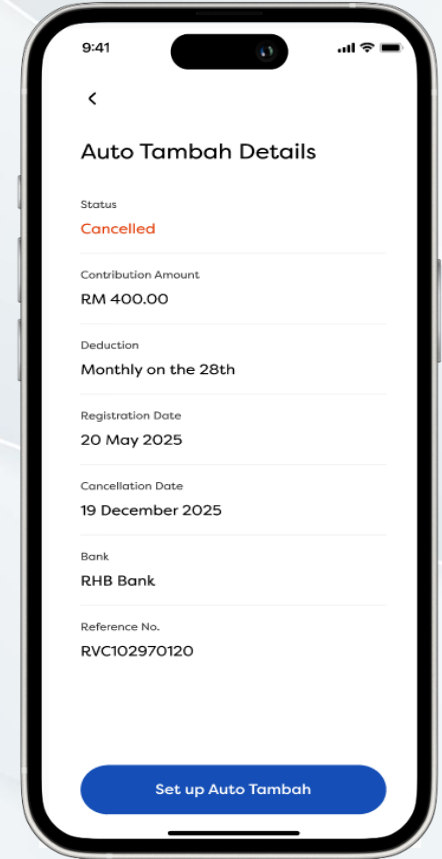 9:41
Auto Tambah Details
Status
Cancelled
Contribution Amount
RM 400.00
Deduction
Monthly on the 28th
Registration Date
20 May 2025
Cancellation Date
19 December 2025
Bank
RHB Bank
Reference No.
RVC102970120
Set up Auto Tambah